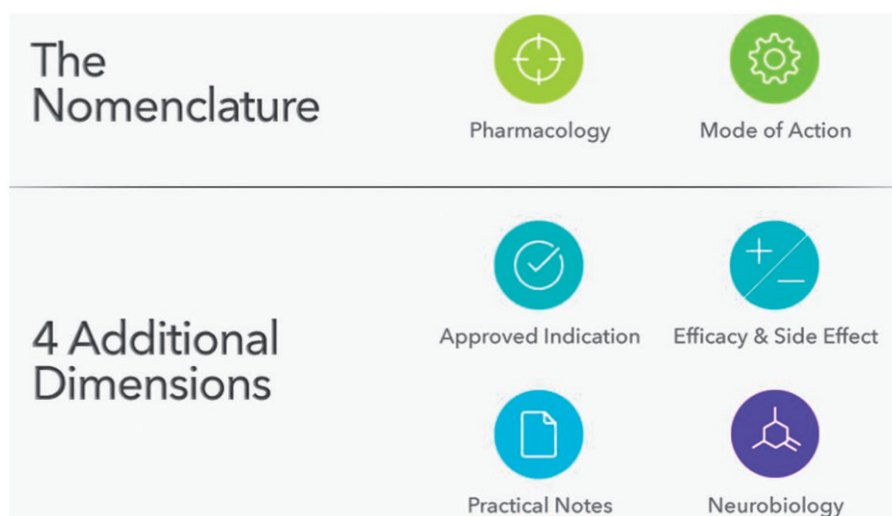 The
Nomenclature
Pharmacology
Mode of Action
4 Additional
Dimensions
Approved Indication
Efficacy & Side Effect
Practical Notes
Neurobiology